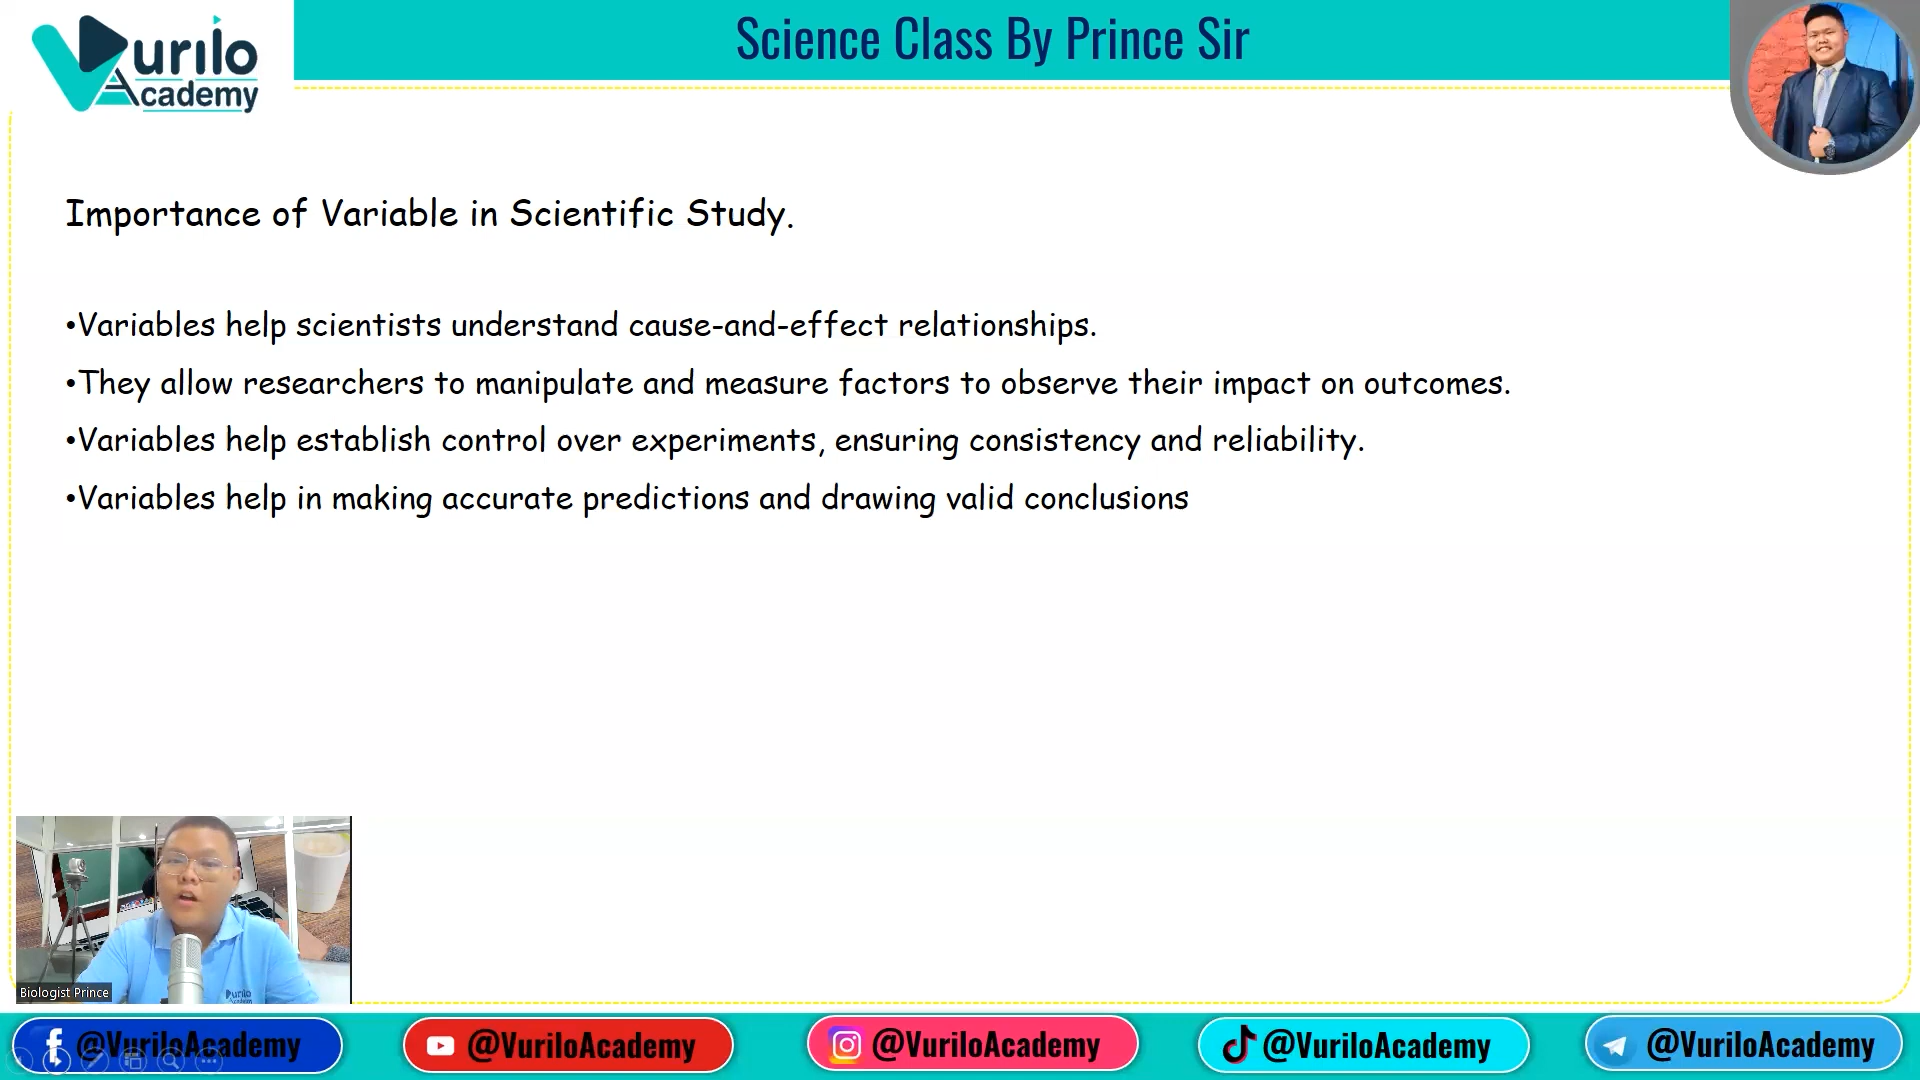 Vurilo
Academy
Science Class By Prince Sir
Importance of Variable in Scientific Study.
•Variables help scientists understand cause-and-effect relationships.
•They allow researchers to manipulate and measure factors to observe their impact on outcomes.
•Variables help establish control over experiments, ensuring consistency and reliability.
•Variables help in making accurate predictions and drawing valid conclusions
Vurilo
Academy
Biologist Prince
@VuriloAcademy
@VuriloAcademy
@VuriloAcademy
@VuriloAcademy
@VuriloAcademy